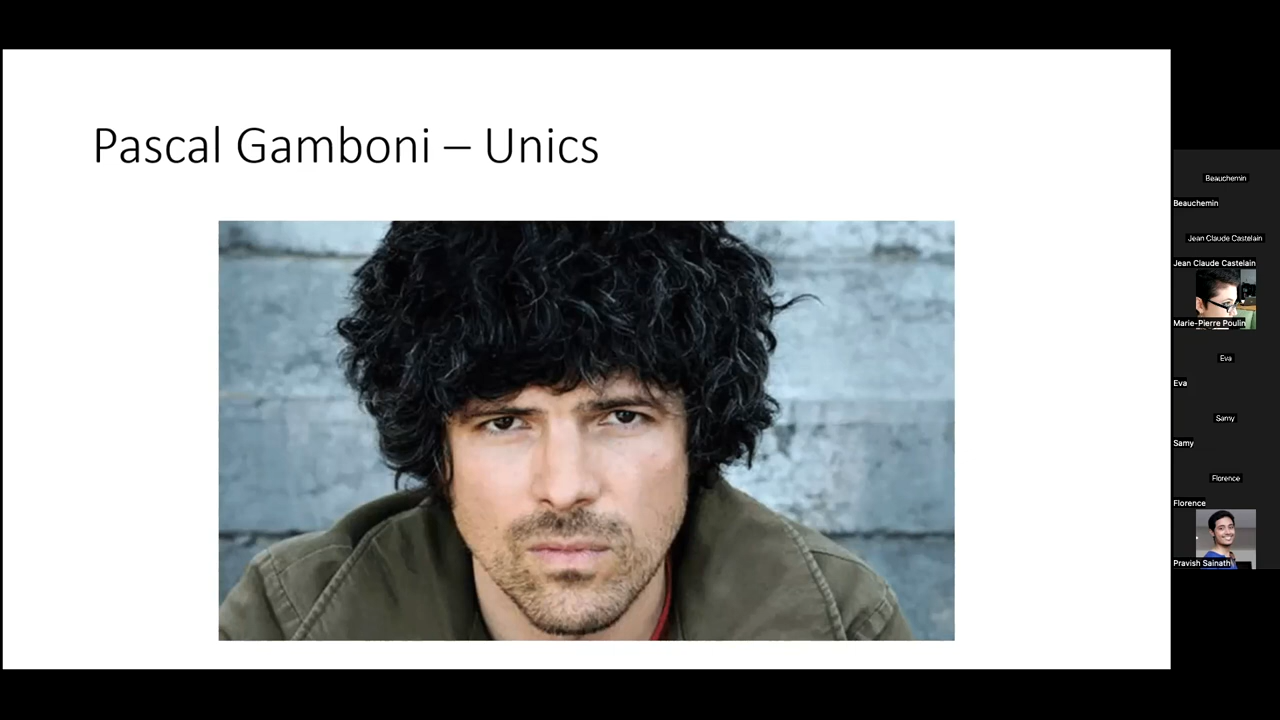 Pascal Gamboni – Unics
Beauchemin
Beauchemin
Jean Claude Castelain
Jean Claude Castelain
Marie-Pierre Poulin
Eva
Eva
Samy
Samy
Florence
Florence
Pravish Sainath